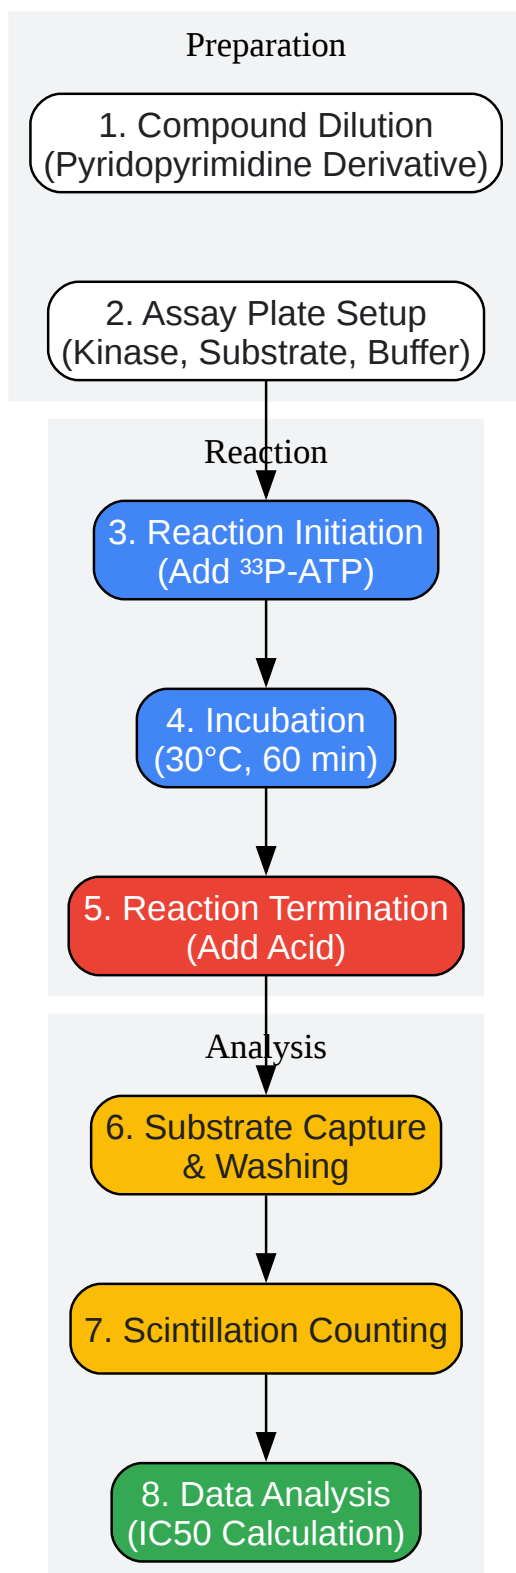 Preparation
1. Compound Dilution
(Pyridopyrimidine Derivative)
2. Assay Plate Setup
(Kinase, Substrate, Buffer)
Reaction
3. Reaction Initiation
(Add ³³P-ATP)
4. Incubation
(30°C, 60 min)
5. Reaction Termination
(Add Acid)
Analysis
6. Substrate Capture
& Washing
7. Scintillation Counting
8. Data Analysis
(IC50 Calculation)